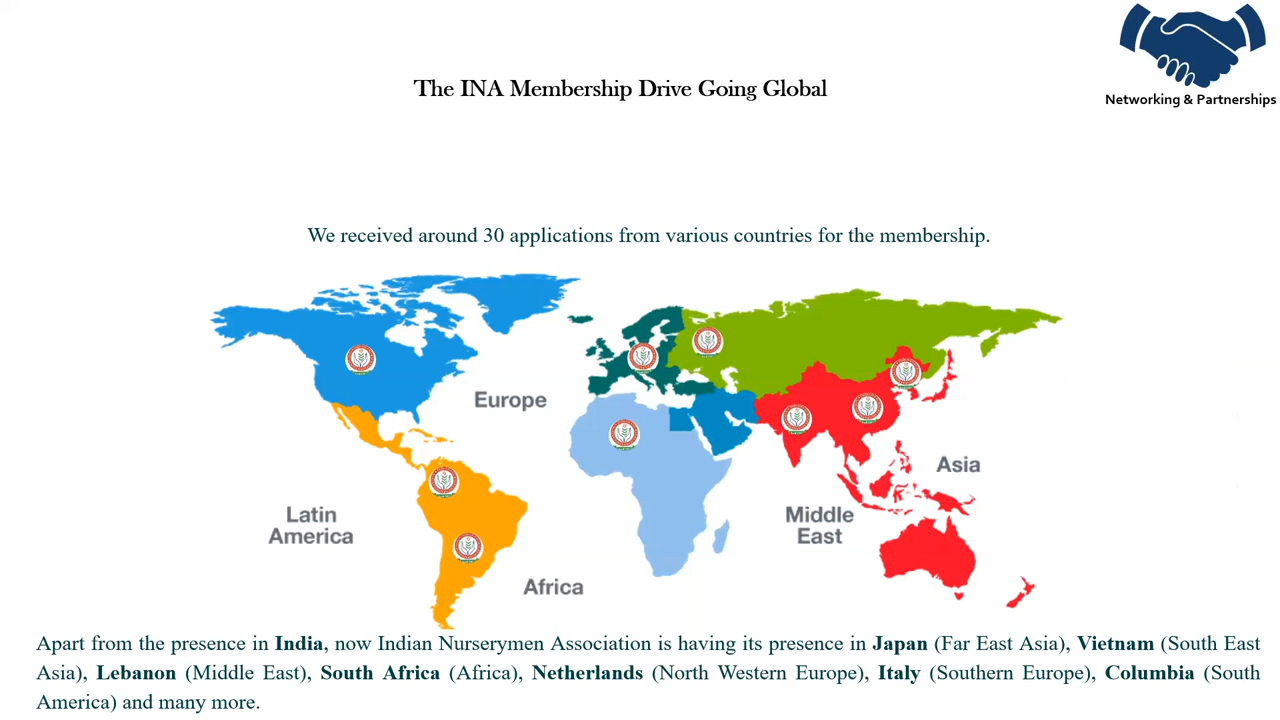 Networking & Partnerships
The INA Membership Drive Going Global
We received around 30 applications from various countries for the membership.
Europe
Asia
Latin
America
Middle
East
Africa
Apart from the presence in India, now Indian Nurserymen Association is having its presence in Japan (Far East Asia), Vietnam (South East
Asia), Lebanon (Middle East), South Africa (Africa), Netherlands (North Western Europe), Italy (Southern Europe), Columbia (South
America) and many more.